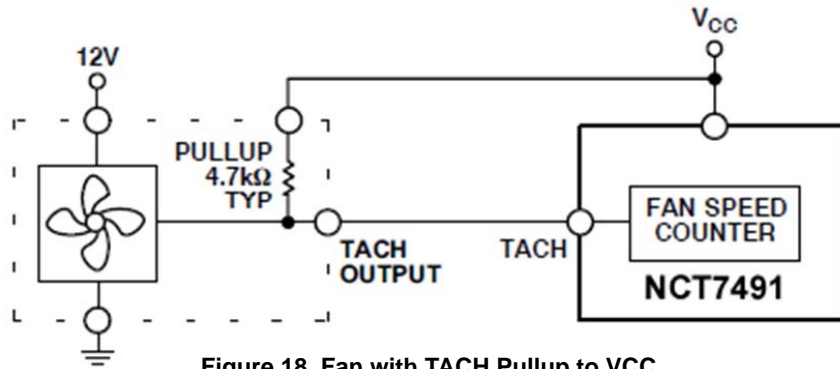 VCC
12V
PULLUP
4.7kΩ
TYP
TACH
OUTPUT
TACH
FAN SPEED
COUNTER
NCT7491
Figure 18. Fan with TACH Pullup to VCC